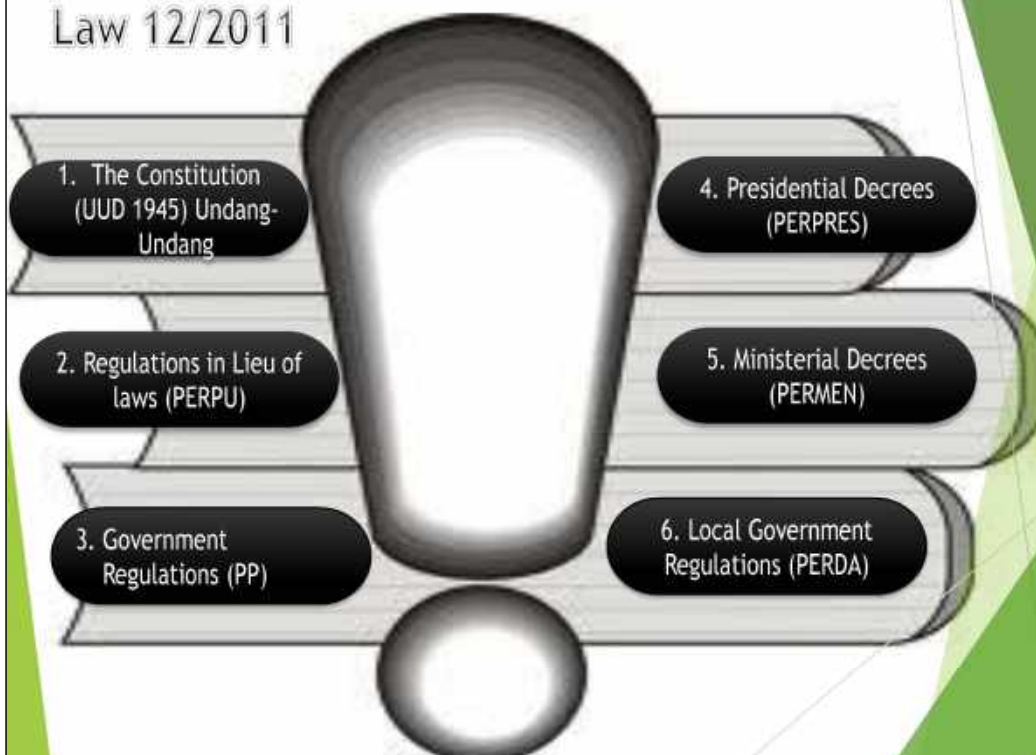 Law 12/2011
1. The Constitution
(UUD 1945) Undang-
Undang
2. Regulations in Lieu of
laws (PERPU)
3. Government
Regulations (PP)
4. Presidential Decrees
(PERPRES)
5. Ministerial Decrees
(PERMEN)
6. Local Government
Regulations (PERDA)